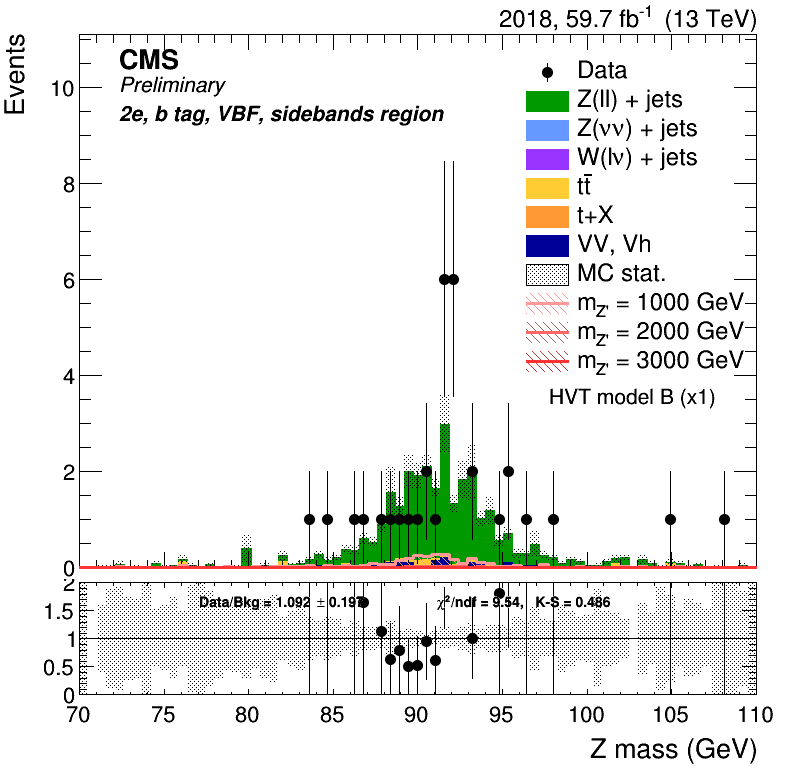 2018, 59.7 fb⁻¹ (13 TeV)
Events
CMS
Preliminary
2e, b tag, VBF, sidebands region
Data
Z(ll) + jets
Z(νν) + jets
W(lν) + jets
tt̄
t+X
VV, Vh
MC stat.
m_Z' = 1000 GeV
m_Z' = 2000 GeV
m_Z' = 3000 GeV
HVT model B (x1)
10
8
6
4
2
0
2
1.5
1
0.5
0
Data/Bkg = 1.092 ± 0.197
χ²/ndf = 9.54, K-S = 0.486
70 75 80 85 90 95 100 105 110
Z mass (GeV)